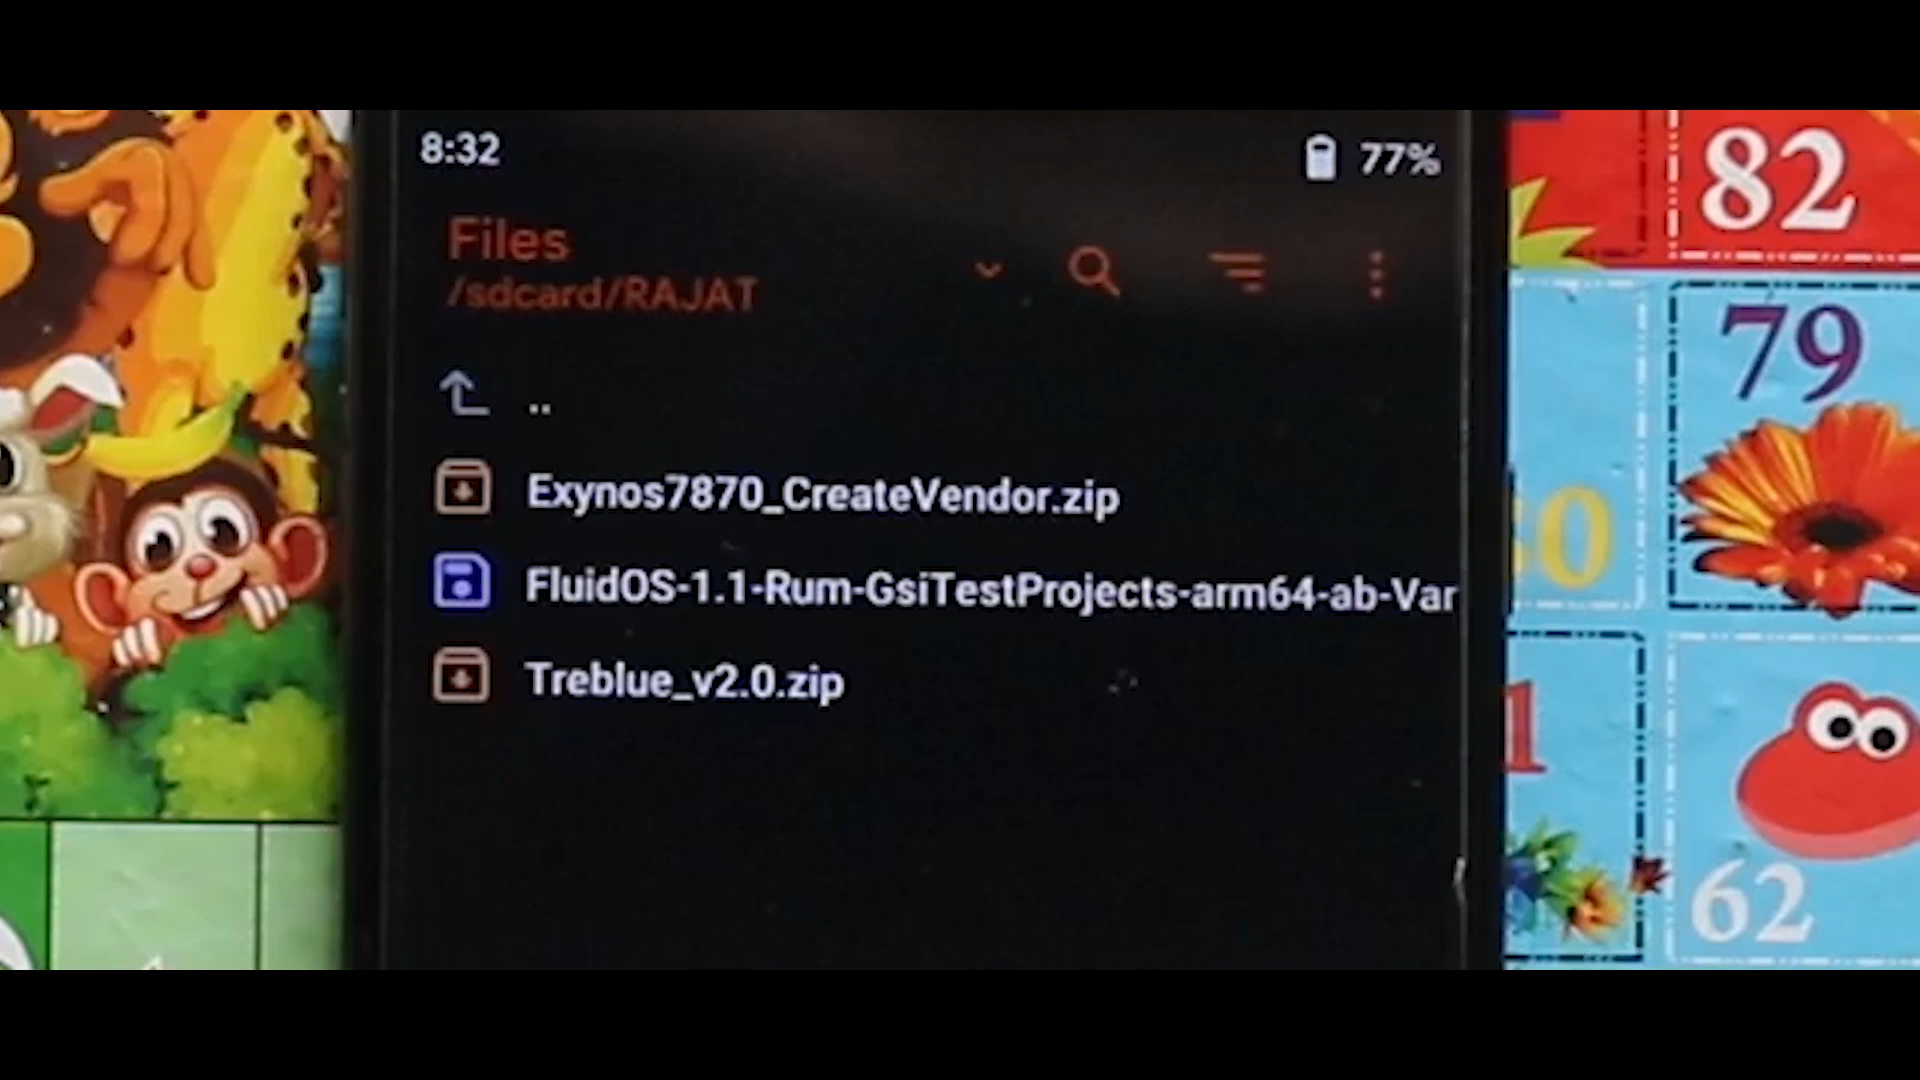 8:32
77%
Files
/sdcard/RAJAT
..
Exynos7870_CreateVendor.zip
FluidOS-1.1-Rum-GsiTestProjects-arm64-ab-Var
Treblue_v2.0.zip
82
79
62